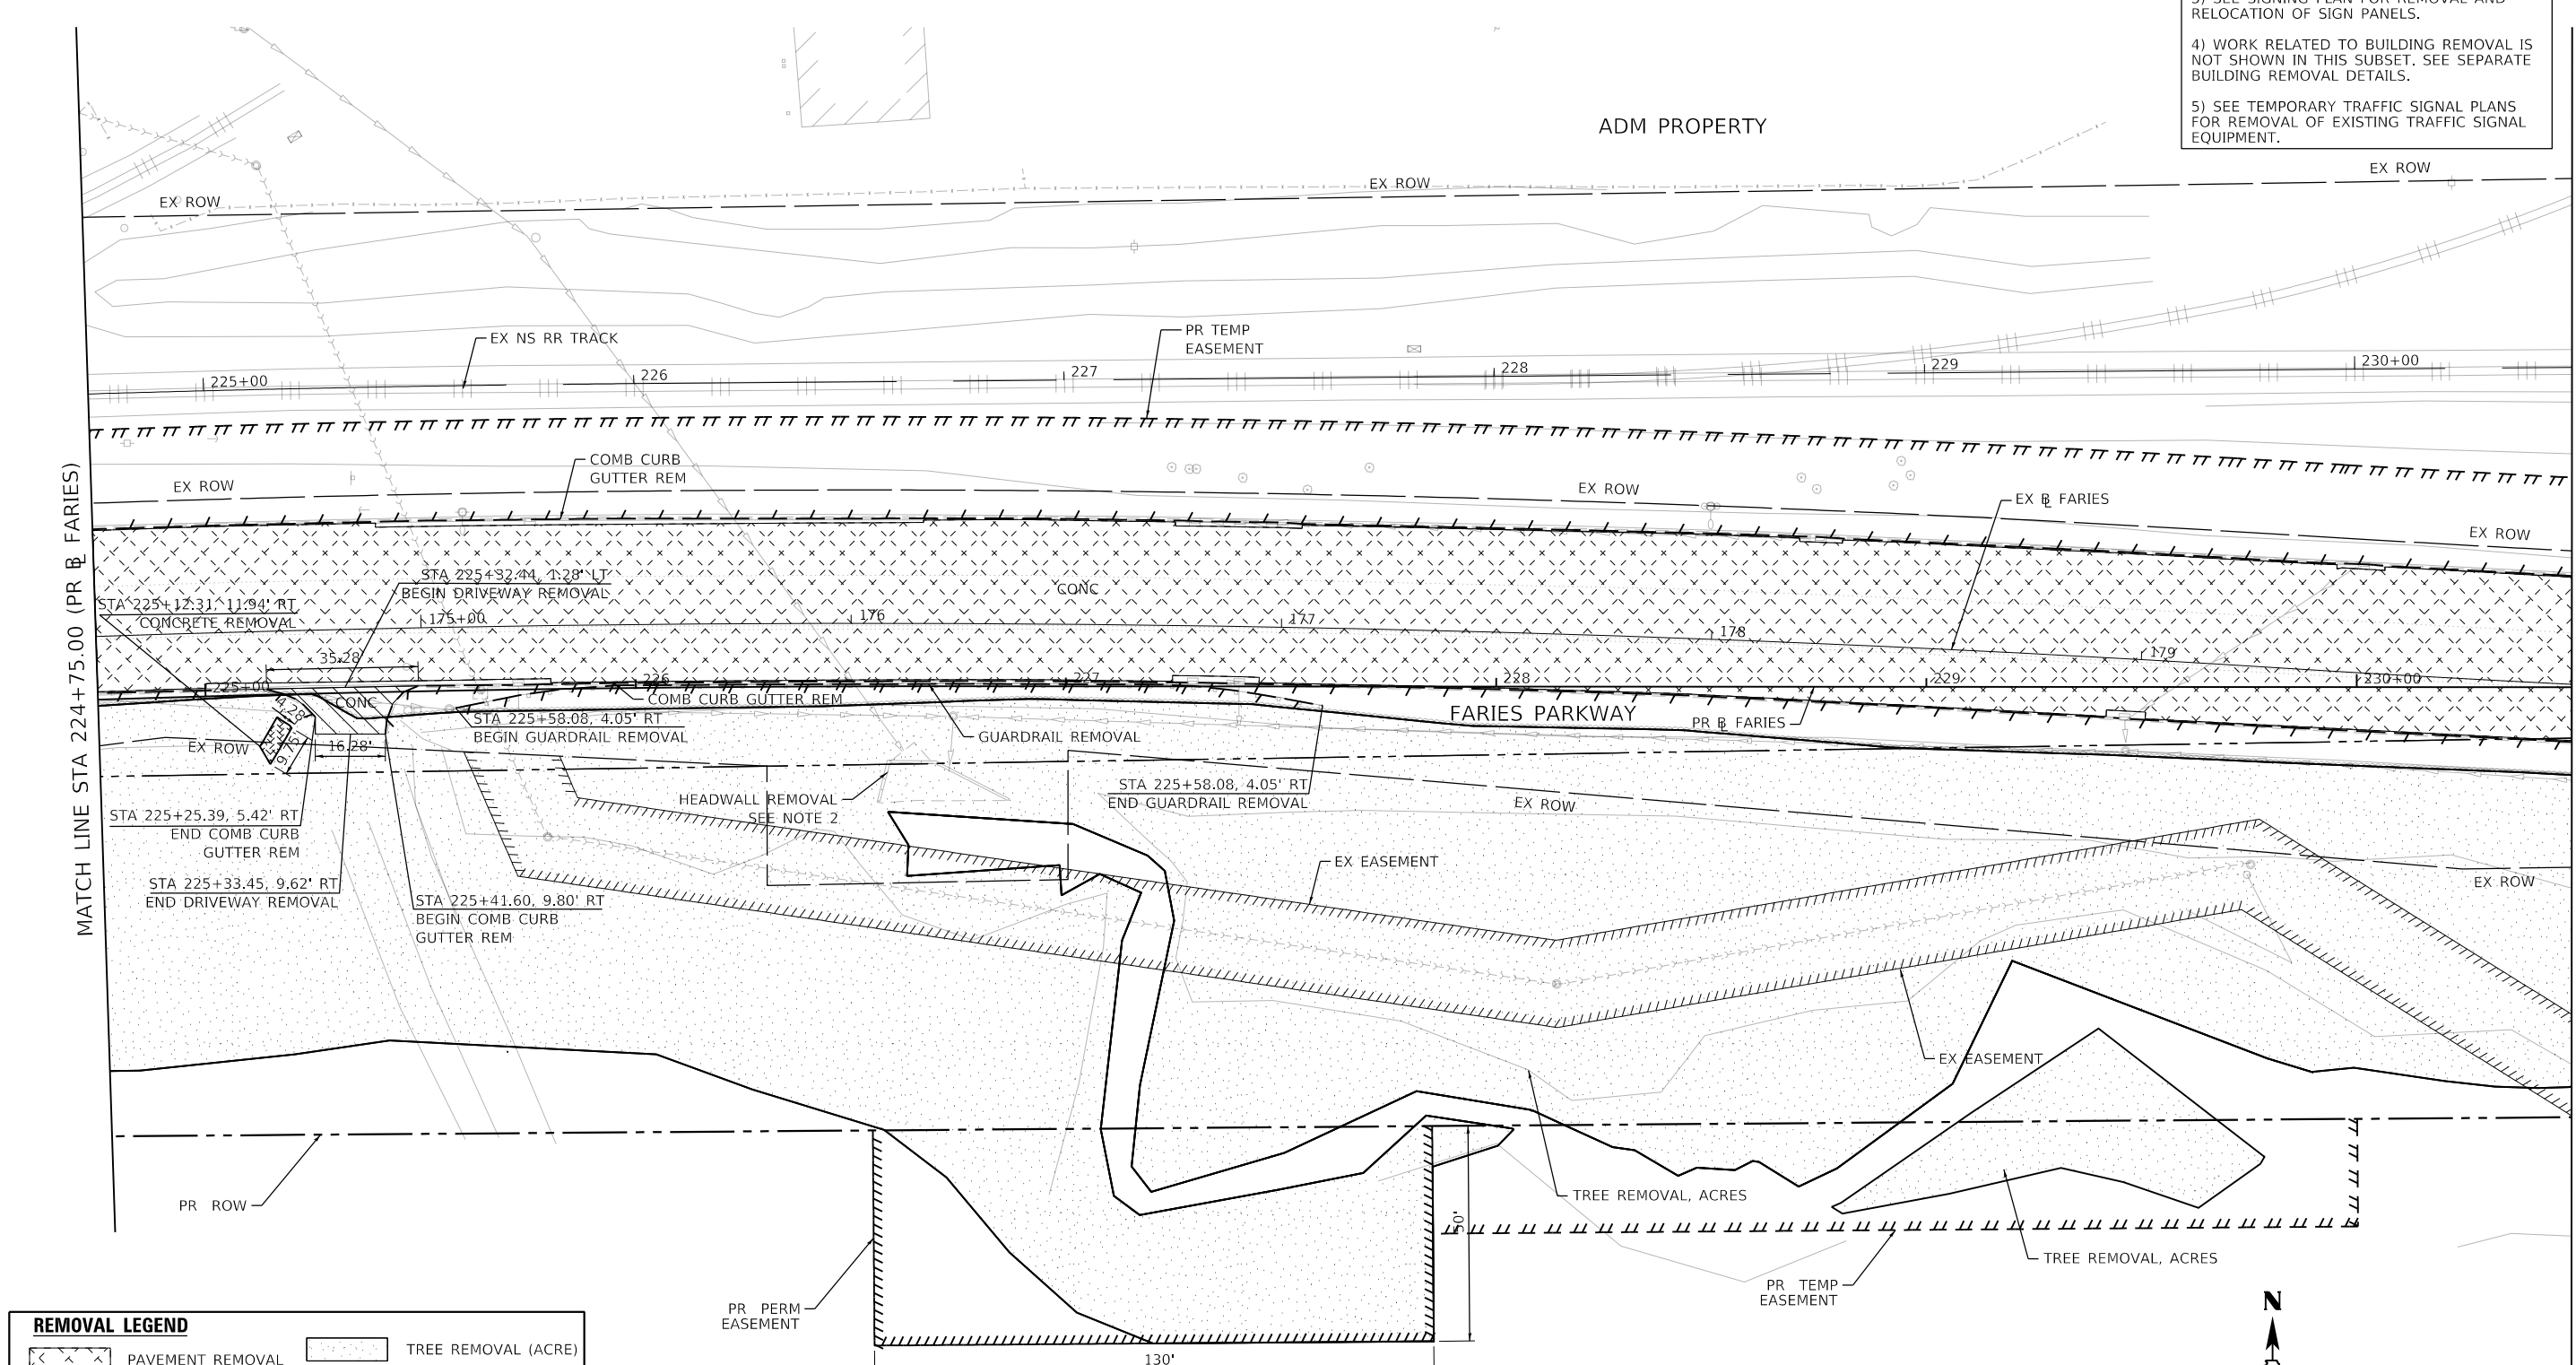 RELOCATION OF SIGN PANELS.
4) WORK RELATED TO BUILDING REMOVAL IS
NOT SHOWN IN THIS SUBSET. SEE SEPARATE
BUILDING REMOVAL DETAILS.
5) SEE TEMPORARY TRAFFIC SIGNAL PLANS
FOR REMOVAL OF EXISTING TRAFFIC SIGNAL
EQUIPMENT.
ADM PROPERTY
EX ROW
EX ROW
EX ROW
EX NS RR TRACK
PR TEMP
EASEMENT
225+00
226
227
228
229
230+00
COMB CURB
GUTTER REM
EX ROW
EX ROW
EX ROW
EX BL FARIES
MATCH LINE STA 224+75.00 (PR BL FARIES)
STA 225+32.44, 1.28' LT
BEGIN DRIVEWAY REMOVAL
STA 225+12.31, 11.94' RT
CONCRETE REMOVAL
CONC
175+00
176
177
178
179
35.28'
225+00
226
227
228
229
230+00
CONC
COMB CURB GUTTER REM
4.28'
STA 225+58.08, 4.05' RT
BEGIN GUARDRAIL REMOVAL
GUARDRAIL REMOVAL
FARIES PARKWAY
PR BL FARIES
EX ROW
9.75'
16.28'
HEADWALL REMOVAL
SEE NOTE 2
STA 225+58.08, 4.05' RT
END GUARDRAIL REMOVAL
EX ROW
STA 225+25.39, 5.42' RT
END COMB CURB
GUTTER REM
EX EASEMENT
STA 225+33.45, 9.62' RT
END DRIVEWAY REMOVAL
STA 225+41.60, 9.80' RT
BEGIN COMB CURB
GUTTER REM
EX ROW
EX EASEMENT
PR ROW
TREE REMOVAL, ACRES
50'
TREE REMOVAL, ACRES
PR TEMP
EASEMENT
PR PERM
EASEMENT
130'
N
REMOVAL LEGEND
TREE REMOVAL (ACRE)
PAVEMENT REMOVAL